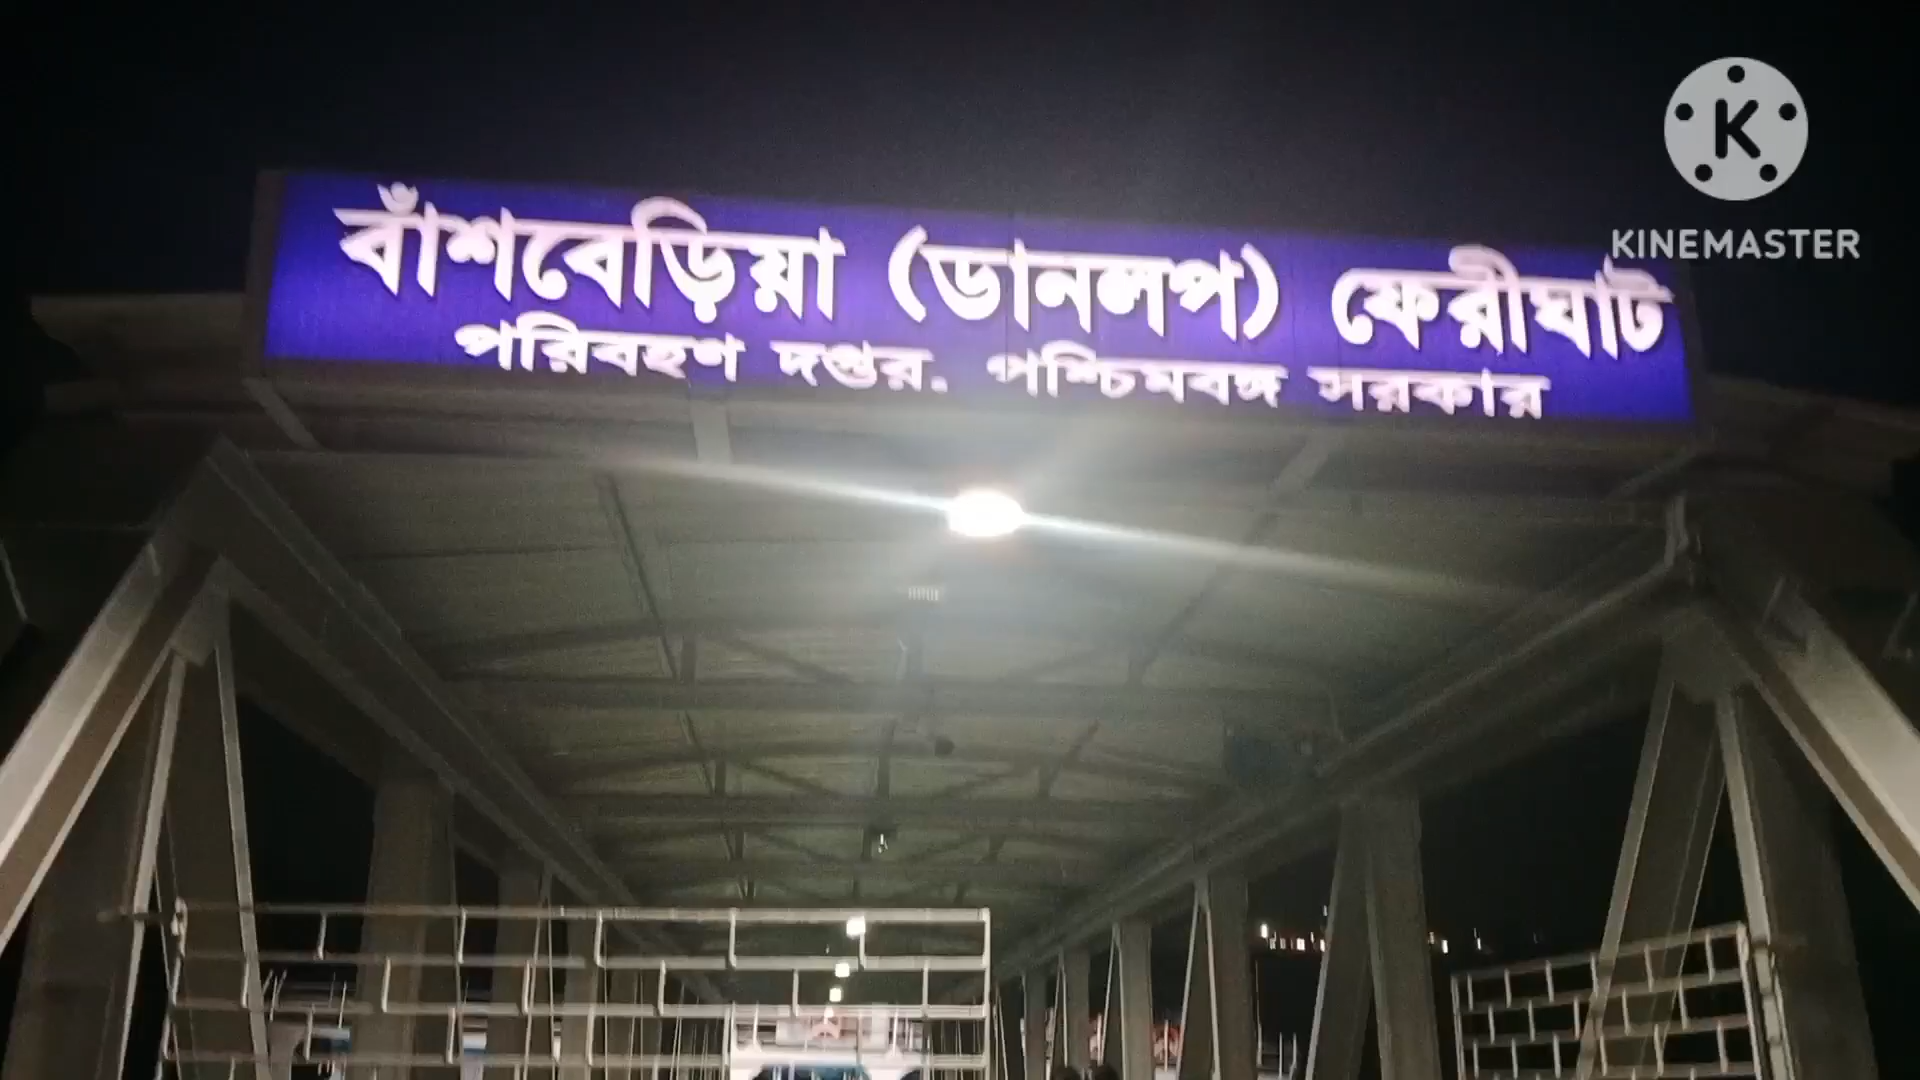 বাঁশবেড়িয়া (ডানলপ) ফেরীঘাট
পরিবহণ দপ্তর, পশ্চিমবঙ্গ সরকার
K
KINEMASTER